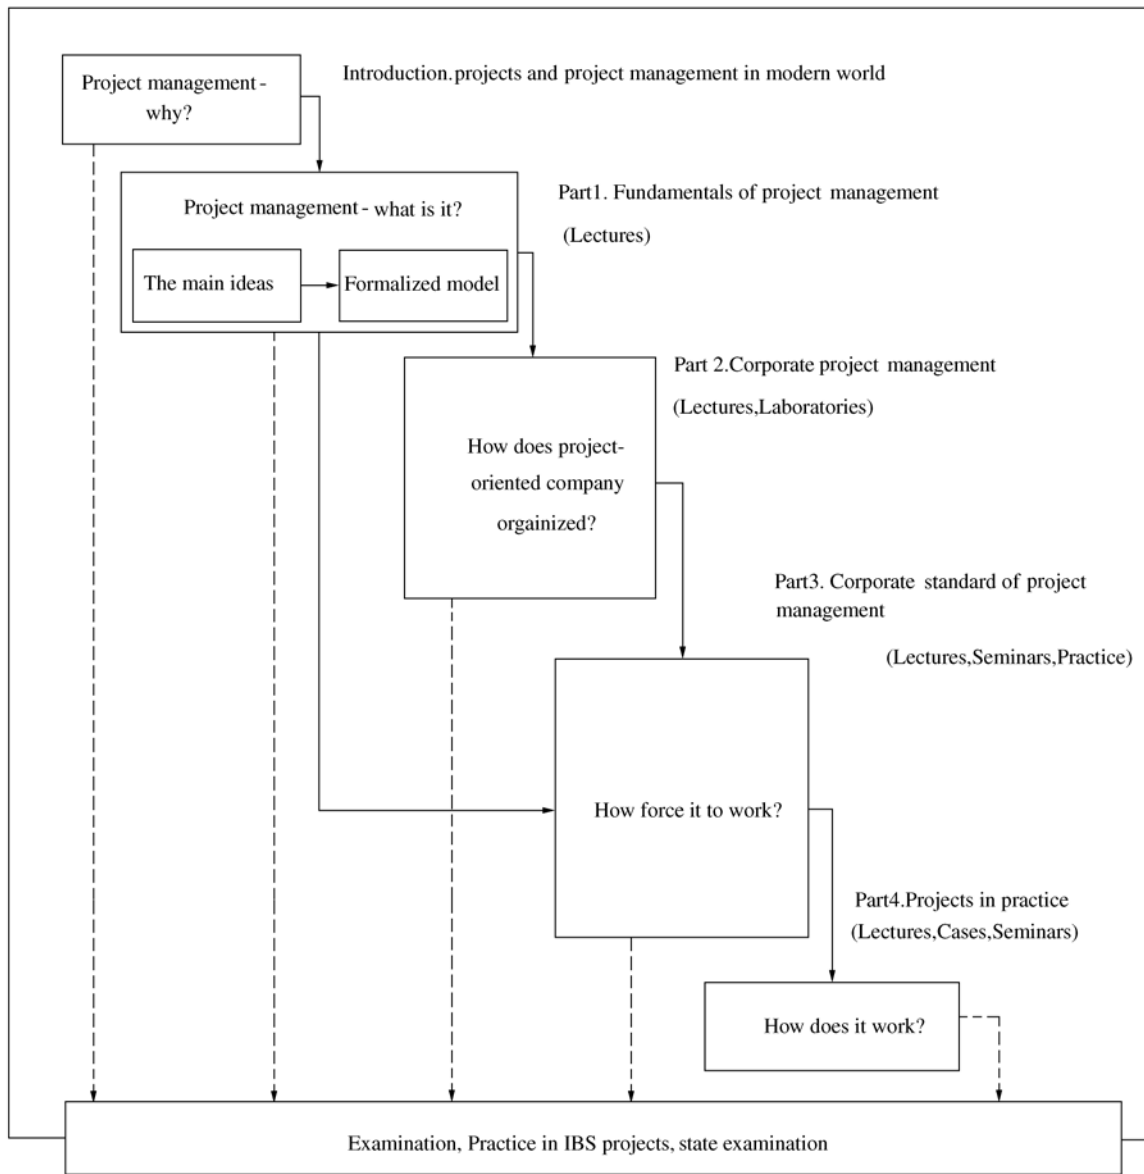 Project management -
why?
Introduction.projects and project management in modern world
Project management - what is it?
The main ideas
Formalized model
Part1. Fundamentals of project management
(Lectures)
Part 2.Corporate project management
(Lectures,Laboratories)
How does project-
oriented company
orgainized?
Part3. Corporate standard of project
management
(Lectures,Seminars,Practice)
How force it to work?
Part4.Projects in practice
(Lectures,Cases,Seminars)
How does it work?
Examination, Practice in IBS projects, state examination